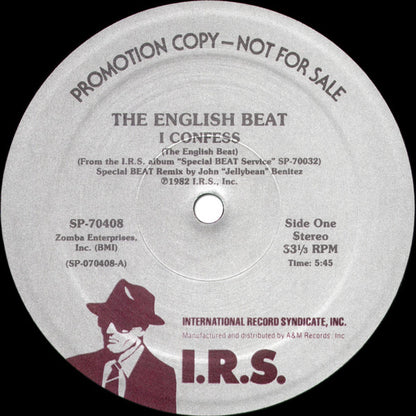 PROMOTION COPY — NOT FOR SALE
THE ENGLISH BEAT
I CONFESS
(The English Beat)
(From the I.R.S. album "Special BEAT Service" SP-70032)
Special BEAT Remix by John "Jellybean" Benitez
℗1982 I.R.S., Inc.
SP-70408
Zomba Enterprises,
Inc. (BMI)
(SP-070408-A)
Side One
Stereo
33⅓ RPM
Time: 5:45
INTERNATIONAL RECORD SYNDICATE, INC.
Manufactured and distributed by A&M Records, Inc
I.R.S.